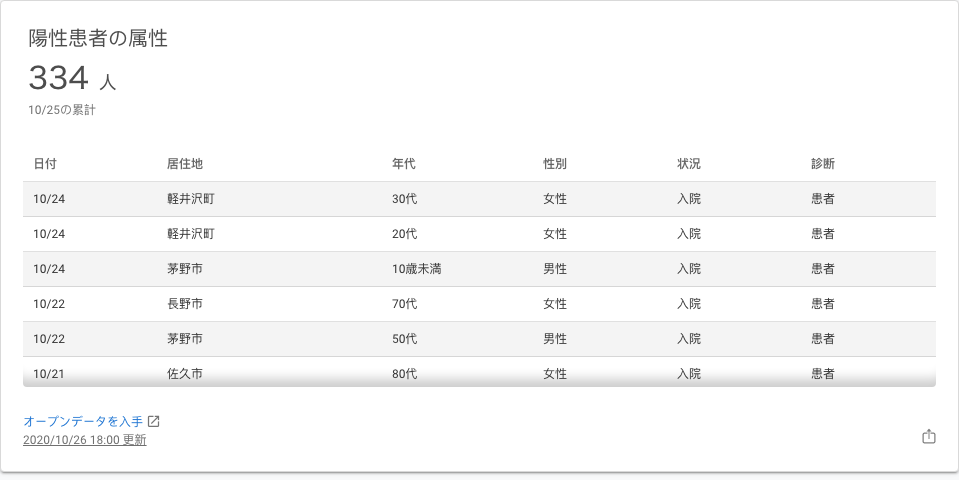 陽性患者の属性
334 人
10/25の累計
日付 居住地 年代 性別 状況 診断
10/24 軽井沢町 30代 女性 入院 患者
10/24 軽井沢町 20代 女性 入院 患者
10/24 茅野市 10歳未満 男性 入院 患者
10/22 長野市 70代 女性 入院 患者
10/22 茅野市 50代 男性 入院 患者
10/21 佐久市 80代 女性 入院 患者
オープンデータを入手
2020/10/26 18:00 更新